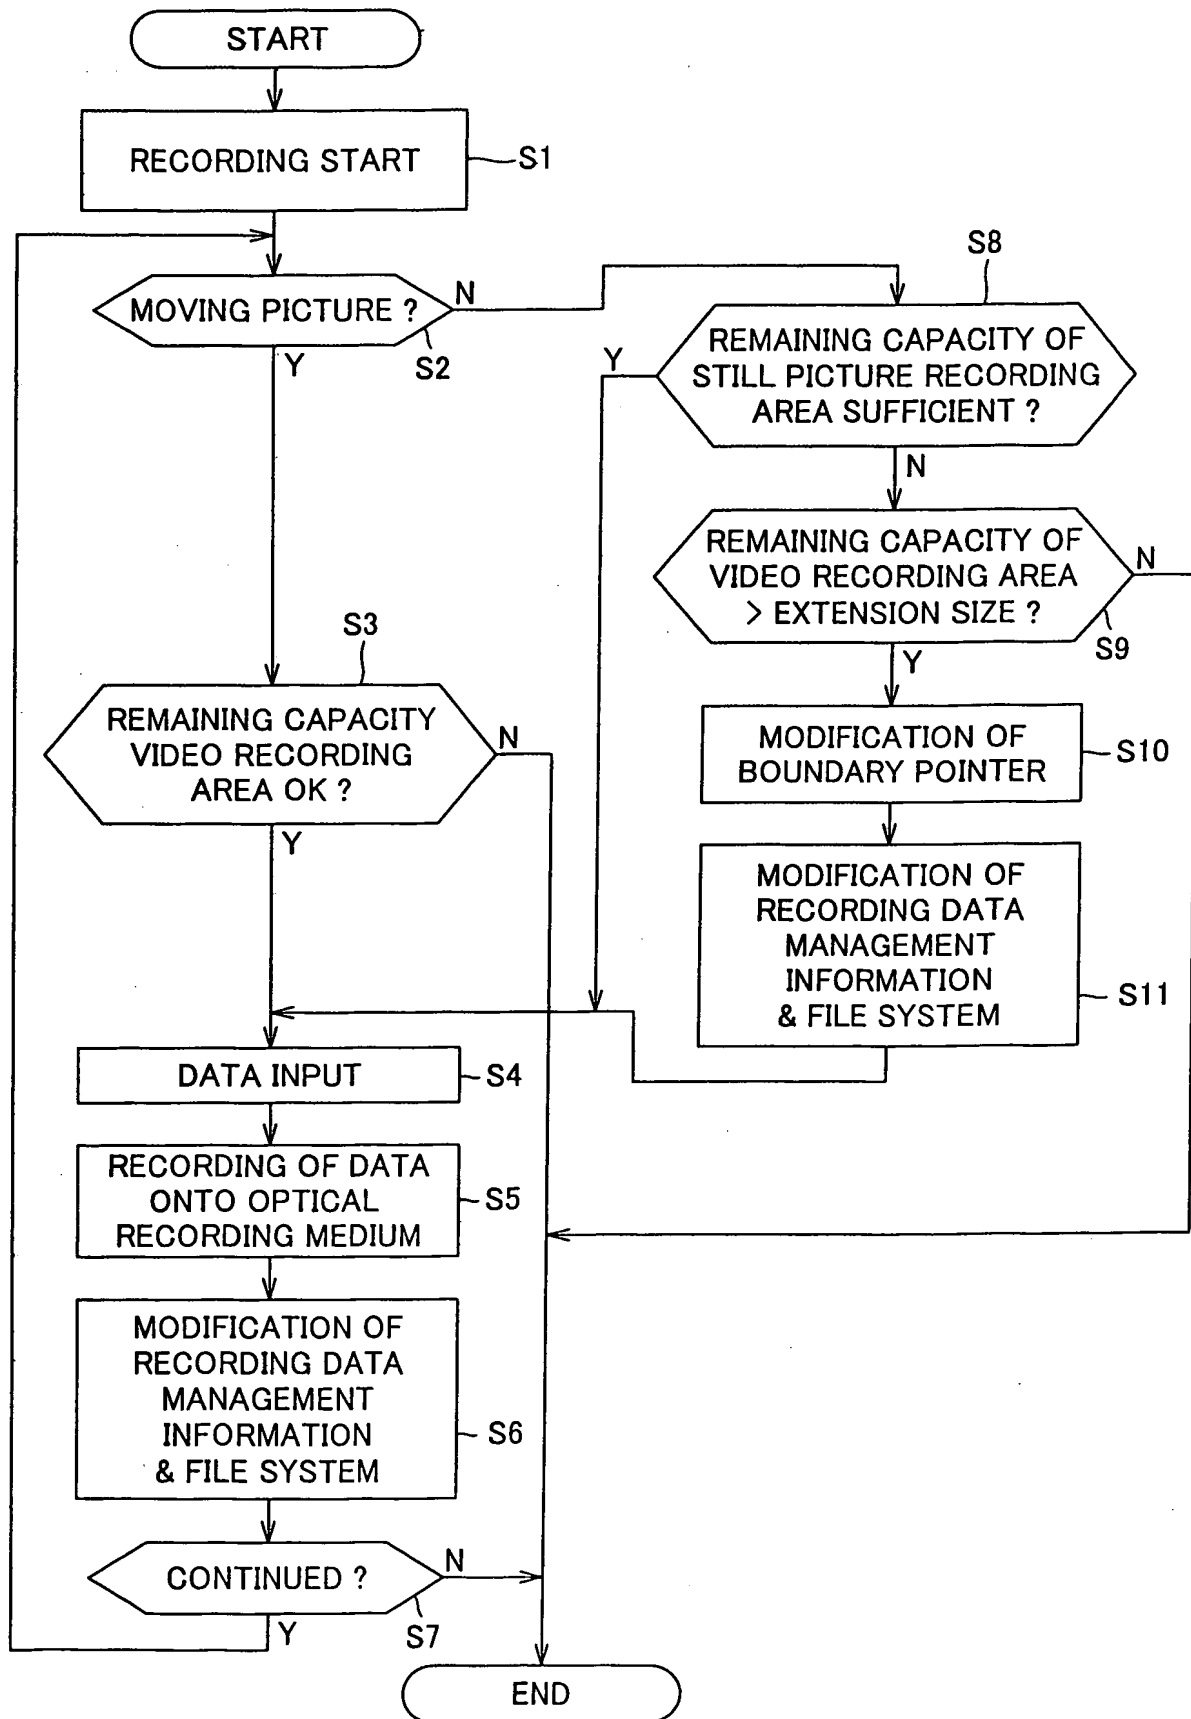 START
RECORDING START
S1
MOVING PICTURE ?
N
S2
Y
S3
REMAINING CAPACITY
VIDEO RECORDING
AREA OK ?
N
Y
DATA INPUT
S4
RECORDING OF DATA
ONTO OPTICAL
RECORDING MEDIUM
S5
MODIFICATION OF
RECORDING DATA
MANAGEMENT
INFORMATION
& FILE SYSTEM
S6
CONTINUED ?
N
S7
Y
END
S8
REMAINING CAPACITY OF
STILL PICTURE RECORDING
AREA SUFFICIENT ?
Y
N
REMAINING CAPACITY OF
VIDEO RECORDING AREA
> EXTENSION SIZE ?
N
S9
Y
MODIFICATION OF
BOUNDARY POINTER
S10
MODIFICATION OF
RECORDING DATA
MANAGEMENT
INFORMATION
& FILE SYSTEM
S11